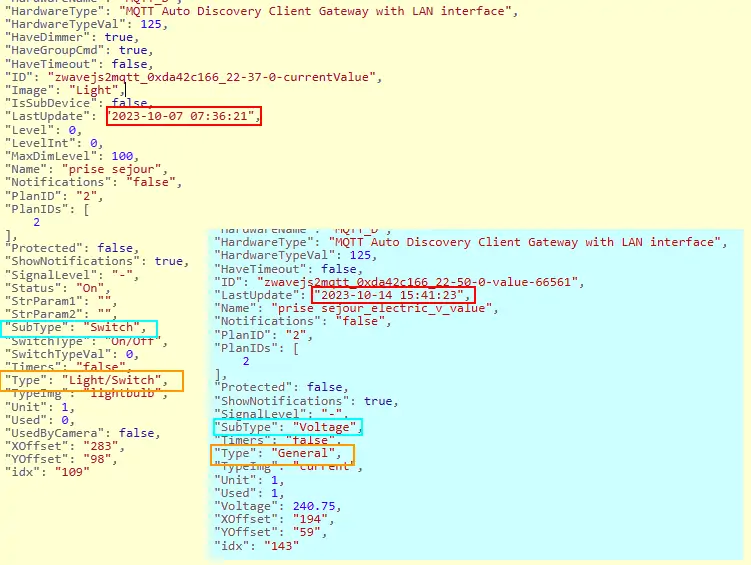 "HardwareName": "MQTT_D",
"HardwareType": "MQTT Auto Discovery Client Gateway with LAN interface",
"HardwareTypeVal": 125,
"HaveDimmer": true,
"HaveGroupCmd": true,
"HaveTimeout": false,
"ID": "zwavejs2mqtt_0xda42c166_22-37-0-currentValue",
"Image": "Light",
"IsSubDevice": false,
"LastUpdate": "2023-10-07 07:36:21",
"Level": 0,
"LevelInt": 0,
"MaxDimLevel": 100,
"Name": "prise sejour",
"Notifications": "false",
"PlanID": "2",
"PlanIDs": [
2
],
"Protected": false,
"ShowNotifications": true,
"SignalLevel": "-",
"Status": "On",
"StrParam1": "",
"StrParam2": "",
"SubType": "Switch",
"SwitchType": "On/Off",
"SwitchTypeVal": 0,
"Timers": "false",
"Type": "Light/Switch",
"TypeImg": "lightbulb",
"Unit": 1,
"Used": 0,
"UsedByCamera": false,
"XOffset": "283",
"YOffset": "98",
"idx": "109"
"HardwareName": "MQTT_D",
"HardwareType": "MQTT Auto Discovery Client Gateway with LAN interface",
"HardwareTypeVal": 125,
"HaveTimeout": false,
"ID": "zwavejs2mqtt_0xda42c166_22-50-0-value-66561",
"LastUpdate": "2023-10-14 15:41:23",
"Name": "prise sejour_electric_v_value",
"Notifications": "false",
"PlanID": "2",
"PlanIDs": [
2
],
"Protected": false,
"ShowNotifications": true,
"SignalLevel": "-",
"SubType": "Voltage",
"Timers": "false",
"Type": "General",
"TypeImg": "current",
"Unit": 1,
"Used": 1,
"Voltage": 240.75,
"XOffset": "194",
"YOffset": "59",
"idx": "143"